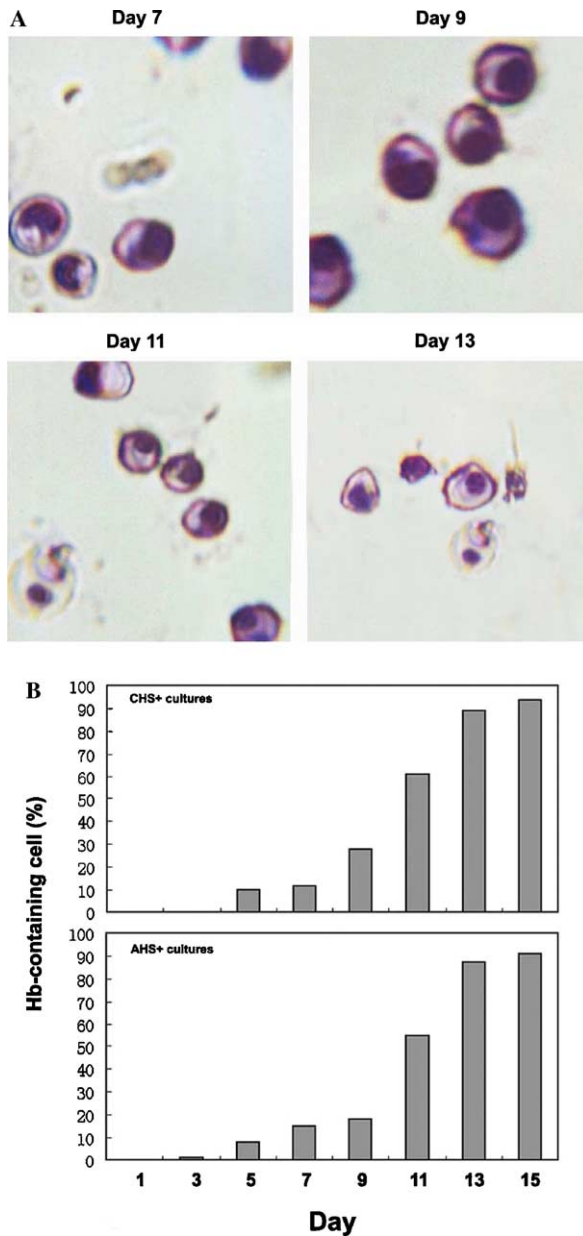 A
Day 7 Day 9
Day 11 Day 13
B
CHS+ cultures
100
90
80
70
60
50
40
30
20
10
0
Hb-containing cell (%)
AHS+ cultures
100
90
80
70
60
50
40
30
20
10
0
1 3 5 7 9 11 13 15
Day